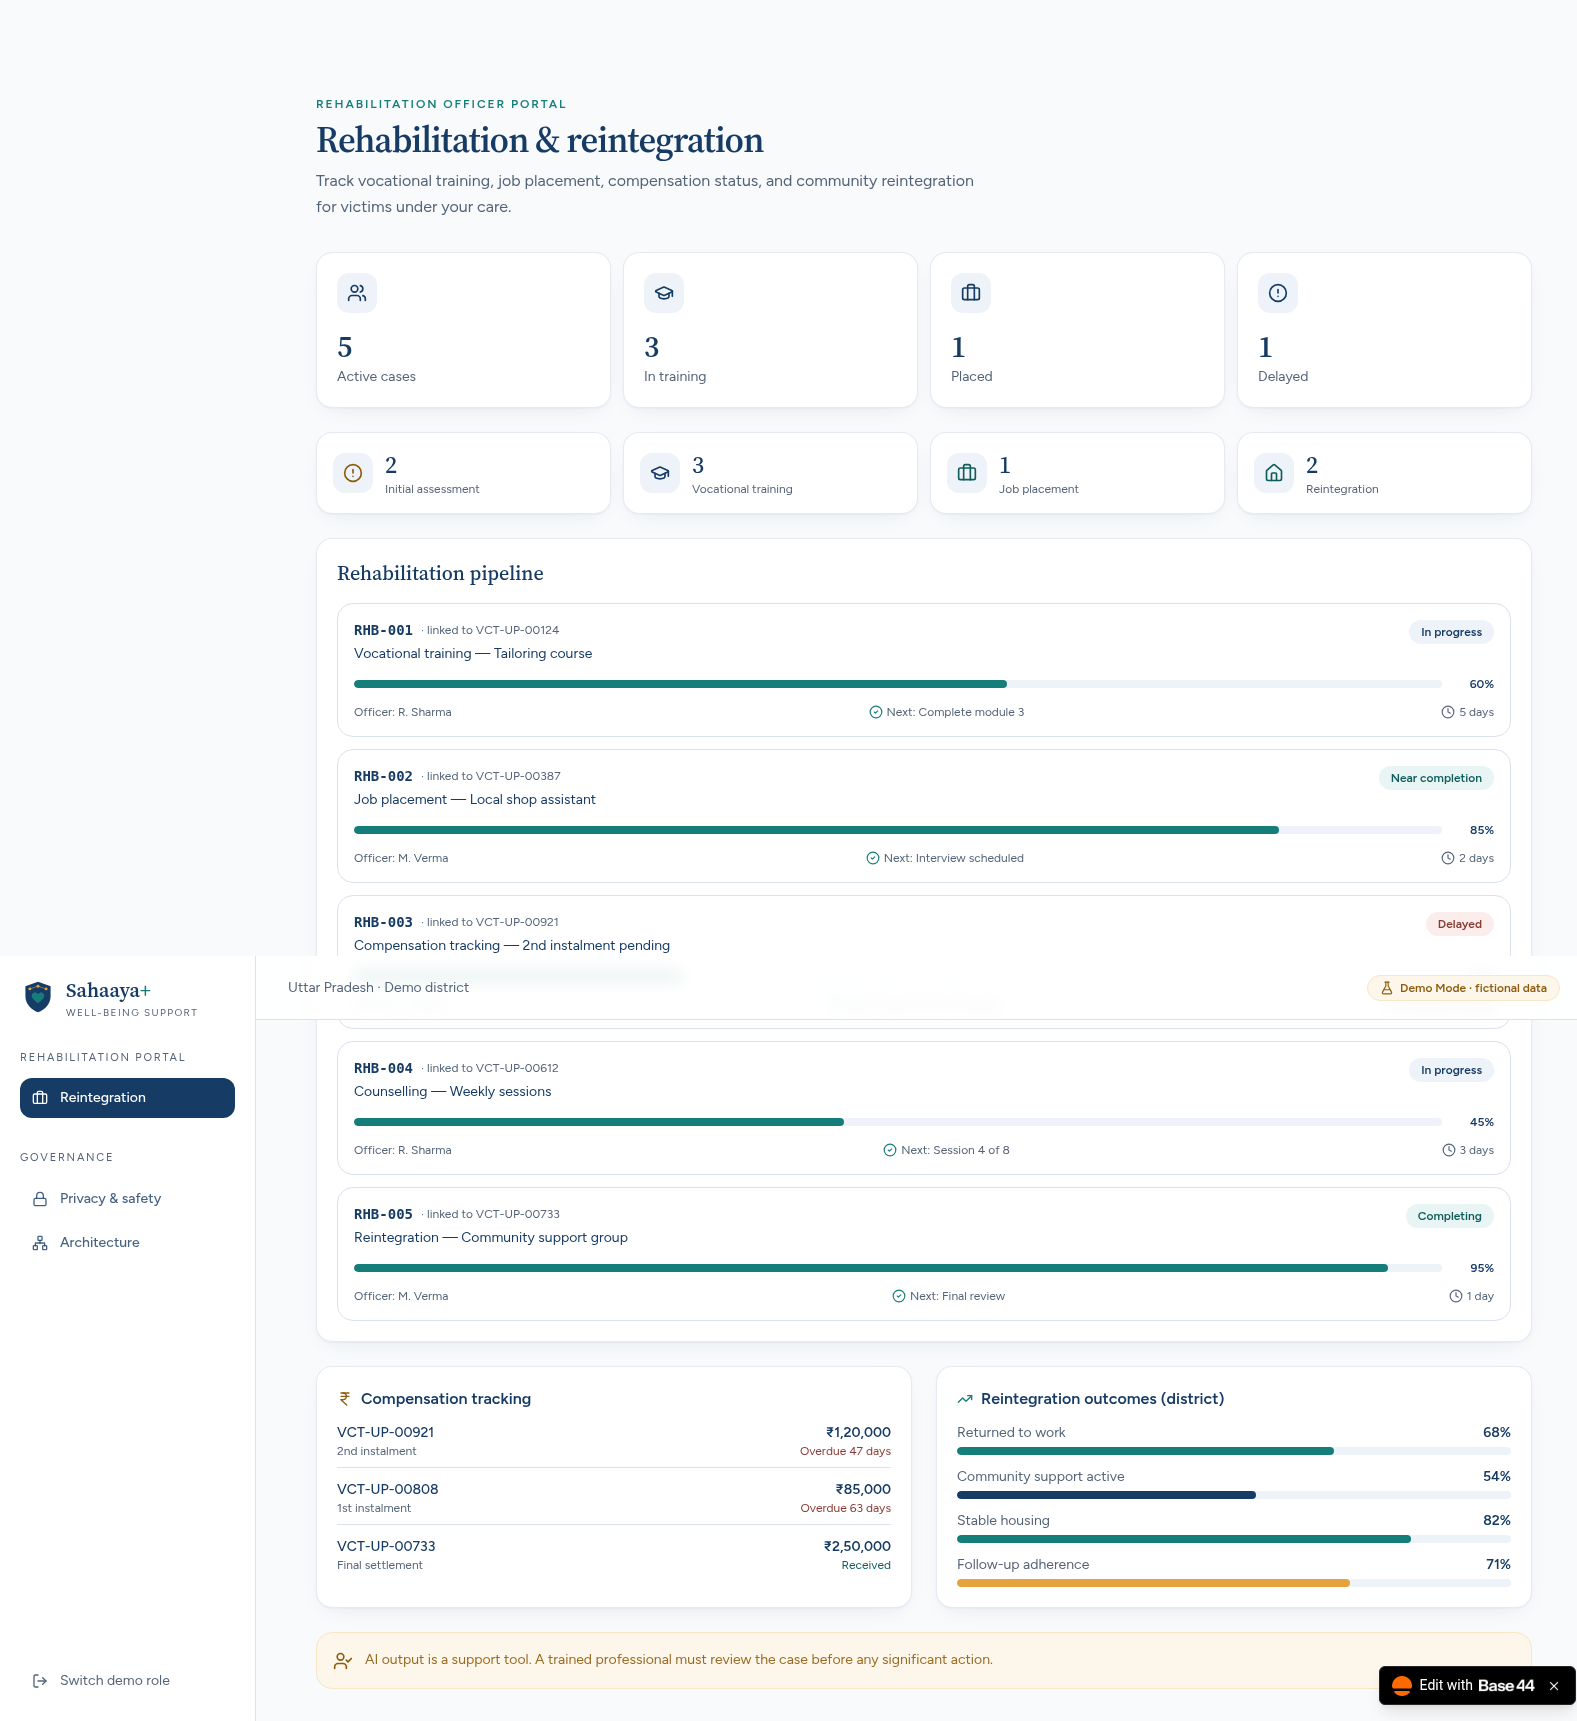 REHABILITATION OFFICER PORTAL
Rehabilitation & reintegration
Track vocational training, job placement, compensation status, and community reintegration
for victims under your care.
5
Active cases
3
In training
1
Placed
1
Delayed
2
Initial assessment
3
Vocational training
1
Job placement
2
Reintegration
Rehabilitation pipeline
RHB-001 · linked to VCT-UP-00124
In progress
Vocational training — Tailoring course
60%
Officer: R. Sharma
Next: Complete module 3
5 days
RHB-002 · linked to VCT-UP-00387
Near completion
Job placement — Local shop assistant
85%
Officer: M. Verma
Next: Interview scheduled
2 days
RHB-003 · linked to VCT-UP-00921
Delayed
Compensation tracking — 2nd instalment pending
Sahaaya+
WELL-BEING SUPPORT
Uttar Pradesh · Demo district
Demo Mode · fictional data
REHABILITATION PORTAL
Reintegration
GOVERNANCE
Privacy & safety
Architecture
Switch demo role
RHB-004 · linked to VCT-UP-00612
In progress
Counselling — Weekly sessions
45%
Officer: R. Sharma
Next: Session 4 of 8
3 days
RHB-005 · linked to VCT-UP-00733
Completing
Reintegration — Community support group
95%
Officer: M. Verma
Next: Final review
1 day
Compensation tracking
VCT-UP-00921
₹1,20,000
2nd instalment
Overdue 47 days
VCT-UP-00808
₹85,000
1st instalment
Overdue 63 days
VCT-UP-00733
₹2,50,000
Final settlement
Received
Reintegration outcomes (district)
Returned to work
68%
Community support active
54%
Stable housing
82%
Follow-up adherence
71%
AI output is a support tool. A trained professional must review the case before any significant action.
Edit with Base 44